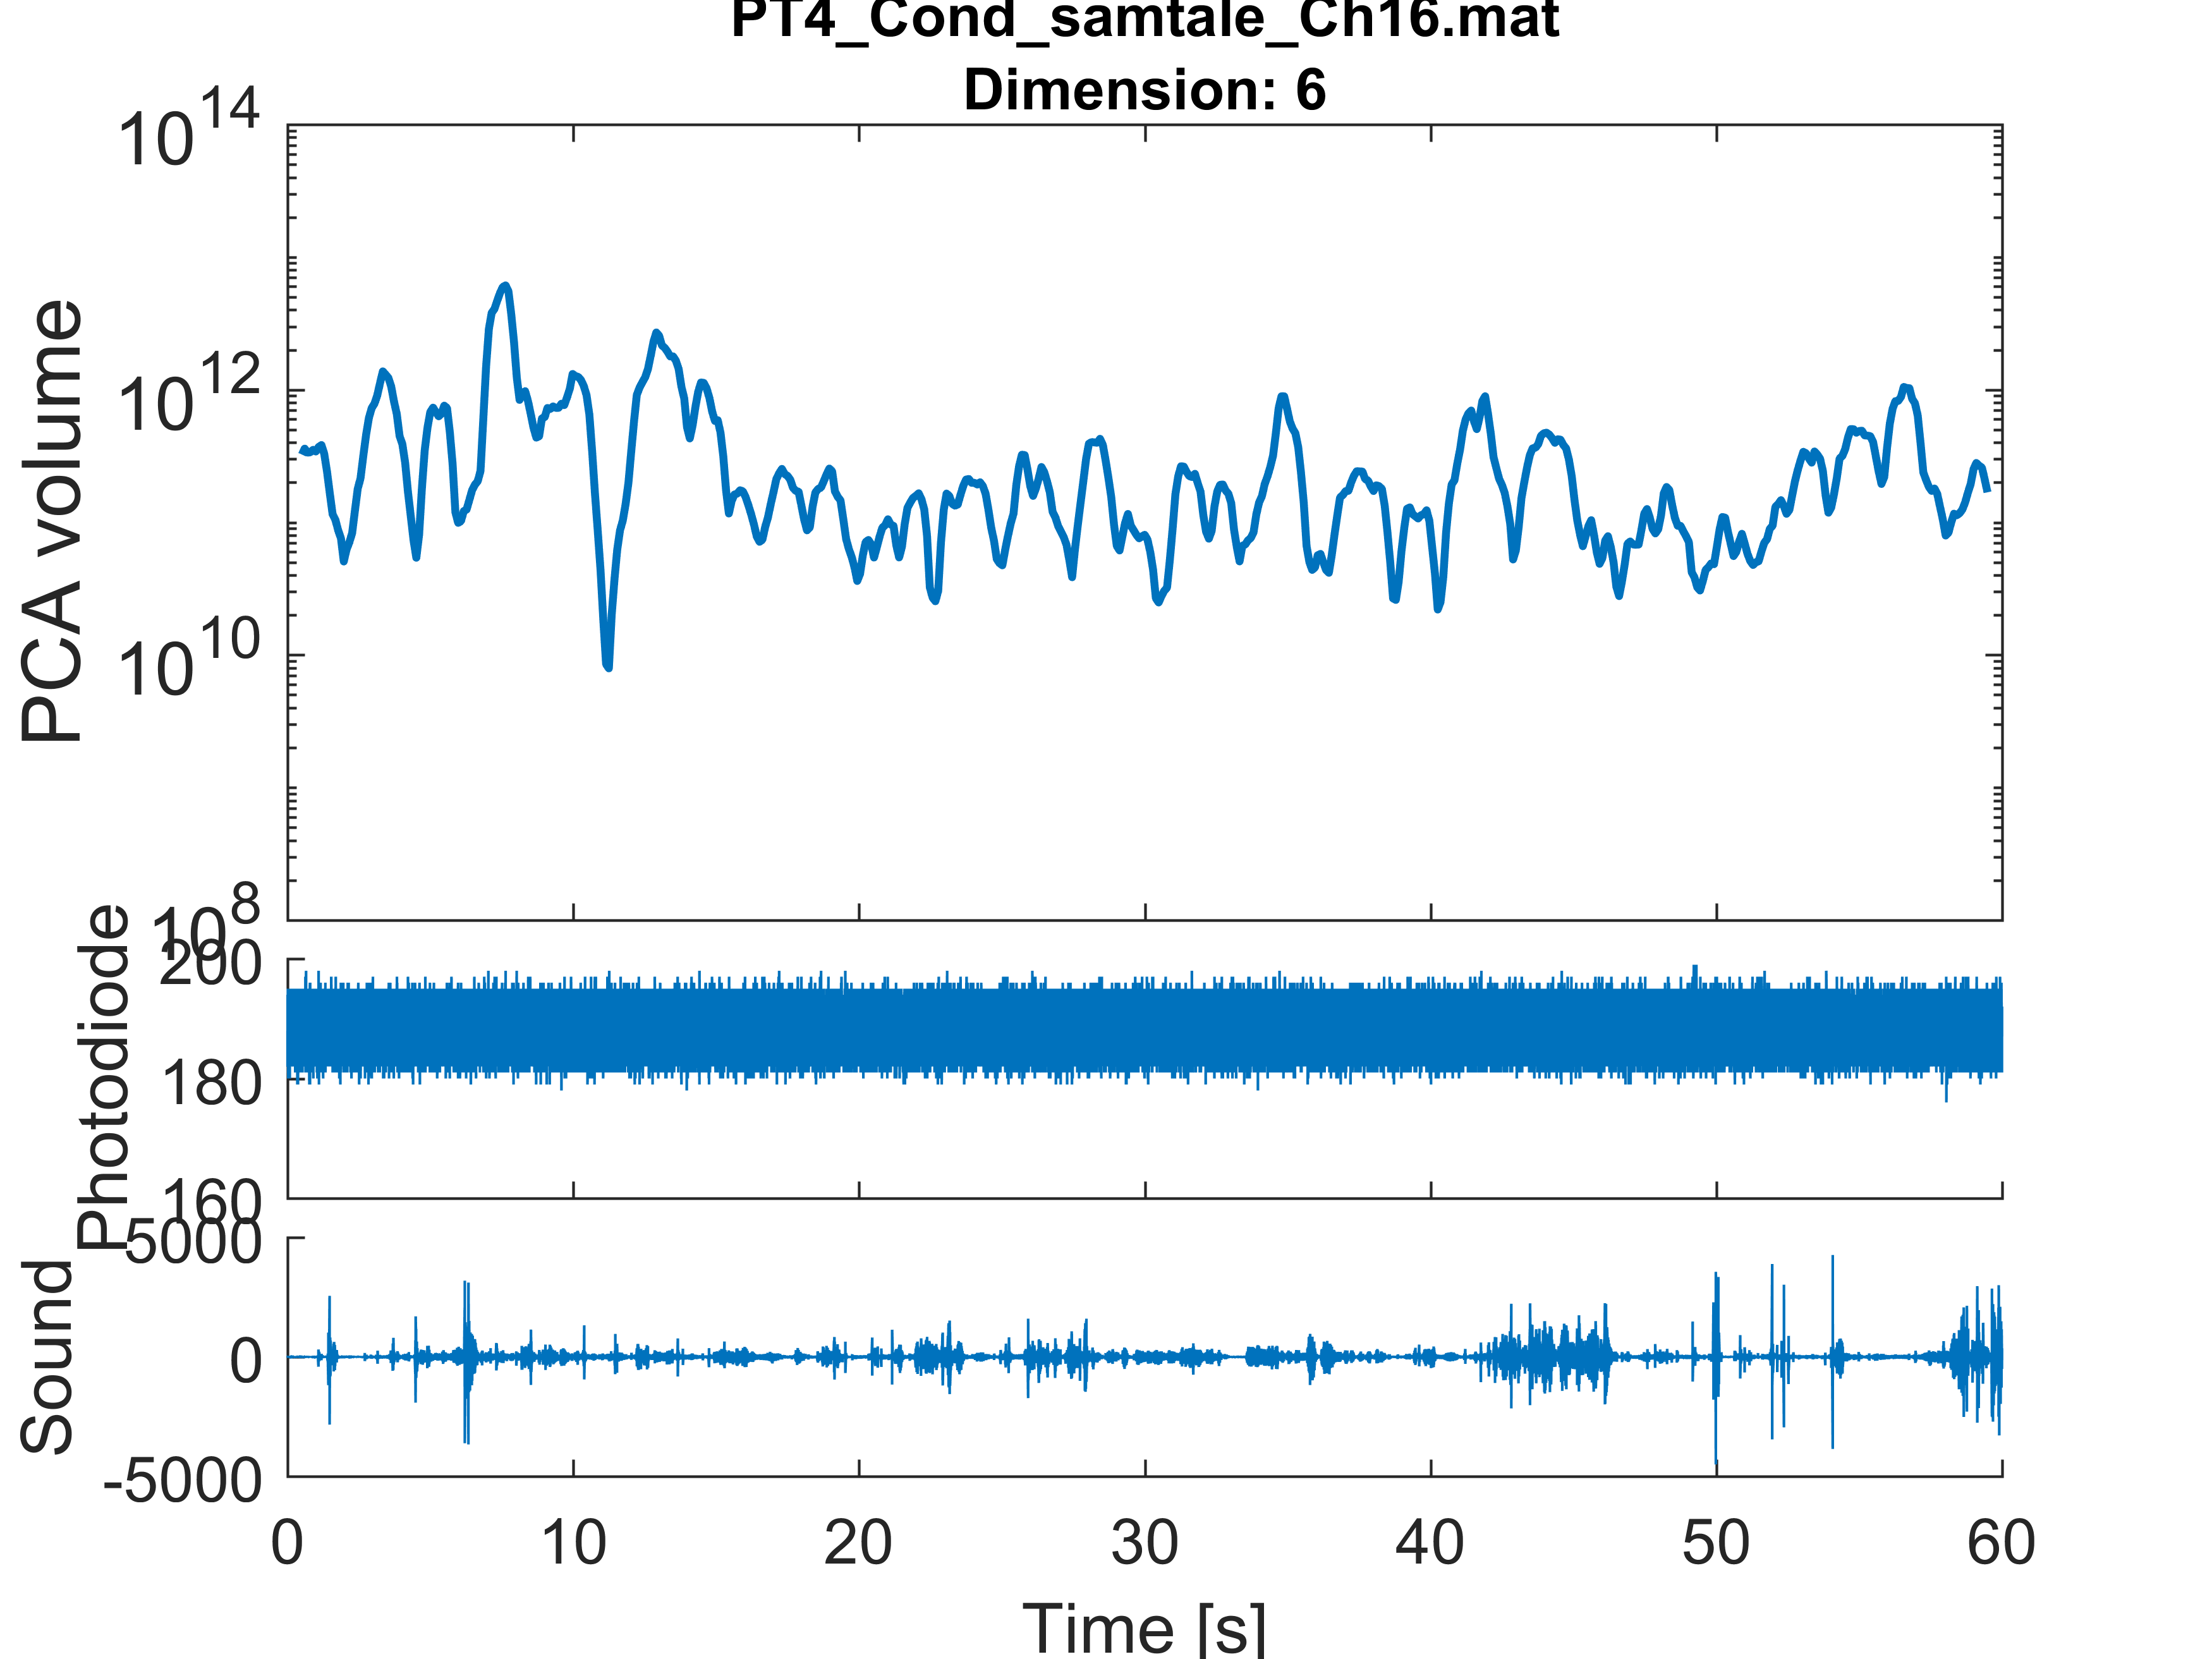 PT4_Cond_samtale_Ch16.mat
Dimension: 6
PCA volume
10^14
10^12
10^10
10^8
Photodiode
200
180
160
Sound
5000
0
-5000
0 10 20 30 40 50 60
Time [s]